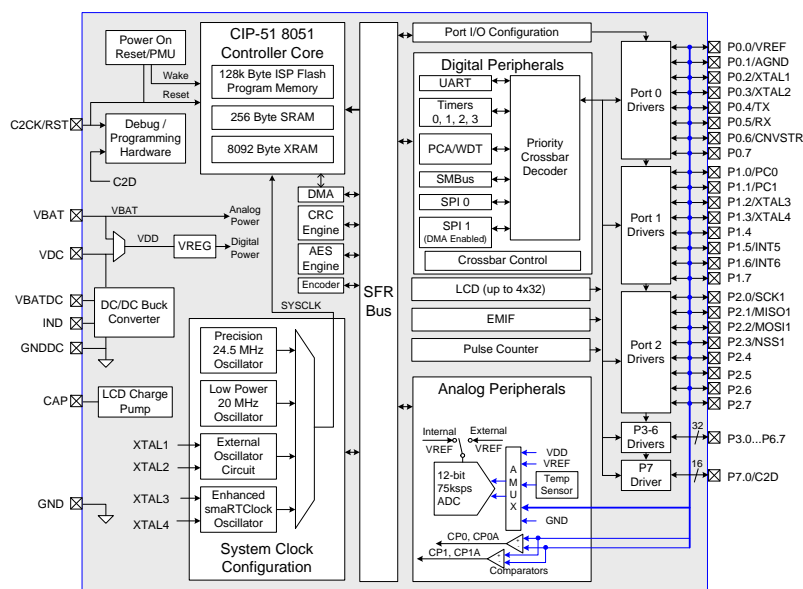 Power On
Reset/PMU
Wake
Reset
C2CK/RST
Debug /
Programming
Hardware
C2D
VBAT
VBAT
Analog
Power
VDC
VDD
VREG
Digital
Power
VBATDC
IND
GNDDC
DC/DC Buck
Converter
CAP
LCD Charge
Pump
XTAL1
XTAL2
XTAL3
XTAL4
GND
CIP-51 8051
Controller Core
128k Byte ISP Flash
Program Memory
256 Byte SRAM
8092 Byte XRAM
DMA
CRC
Engine
AES
Engine
Encoder
SYSCLK
Precision
24.5 MHz
Oscillator
Low Power
20 MHz
Oscillator
External
Oscillator
Circuit
Enhanced
smaRTClock
Oscillator
System Clock
Configuration
SFR
Bus
Port I/O Configuration
Digital Peripherals
UART
Timers
0, 1, 2, 3
PCA/WDT
SMBus
SPI 0
SPI 1
(DMA Enabled)
Priority
Crossbar
Decoder
Crossbar Control
LCD (up to 4x32)
EMIF
Pulse Counter
Analog Peripherals
Internal
External
VREF
VREF
12-bit
75ksps
ADC
A
M
U
X
VDD
VREF
Temp
Sensor
GND
CP0, CP0A
CP1, CP1A
+
-
+
-
Comparators
Port 0
Drivers
Port 1
Drivers
Port 2
Drivers
P3-6
Drivers
P7
Driver
32
16
P0.0/VREF
P0.1/AGND
P0.2/XTAL1
P0.3/XTAL2
P0.4/TX
P0.5/RX
P0.6/CNVSTR
P0.7
P1.0/PC0
P1.1/PC1
P1.2/XTAL3
P1.3/XTAL4
P1.4
P1.5/INT5
P1.6/INT6
P1.7
P2.0/SCK1
P2.1/MISO1
P2.2/MOSI1
P2.3/NSS1
P2.4
P2.5
P2.6
P2.7
P3.0...P6.7
P7.0/C2D